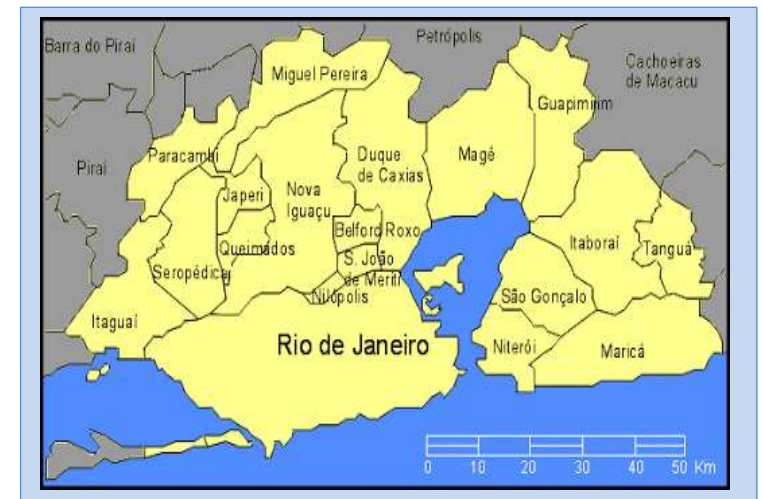 Barra do Piraí
Petrópolis
Cachoeiras
de Macacu
Miguel Pereira
Guapimirim
Paracambi
Piraí
Duque
de Caxias
Magé
Japeri
Nova
Iguaçu
Belford Roxo
Itaboraí
Tanguá
Queimados
S. João
de Meriti
Seropédica
Nilópolis
São Gonçalo
Itaguaí
Rio de Janeiro
Niterói
Maricá
0 10 20 30 40 50 Km